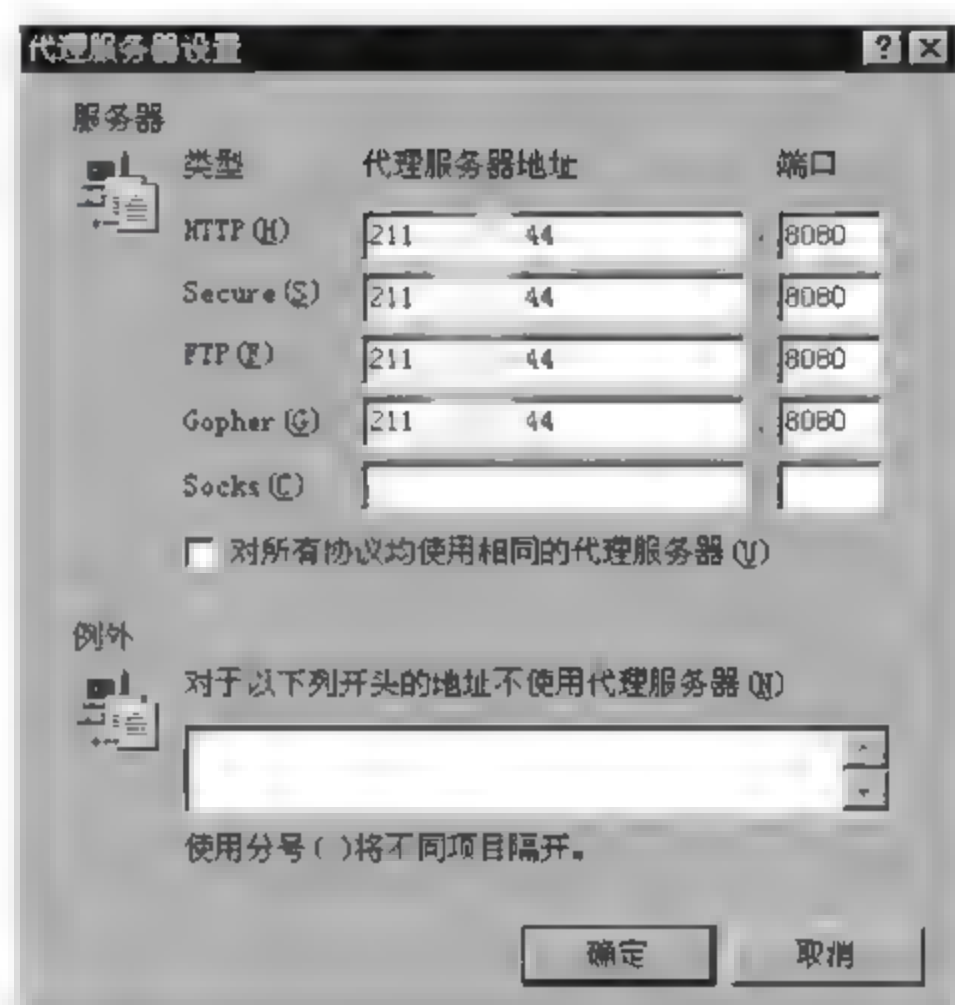 代理服务器设置
服务器
类型 代理服务器地址 端口
HTTP(H) 211 44 : 8080
Secure(S) 211 44 8080
FTP(F) 211 44 8080
Gopher(G) 211 44 : 8080
Socks(C)
对所有协议均使用相同的代理服务器(U)
例外
对于以下列开头的地址不使用代理服务器(N)
使用分号( )将不同项目隔开。
确定 取消